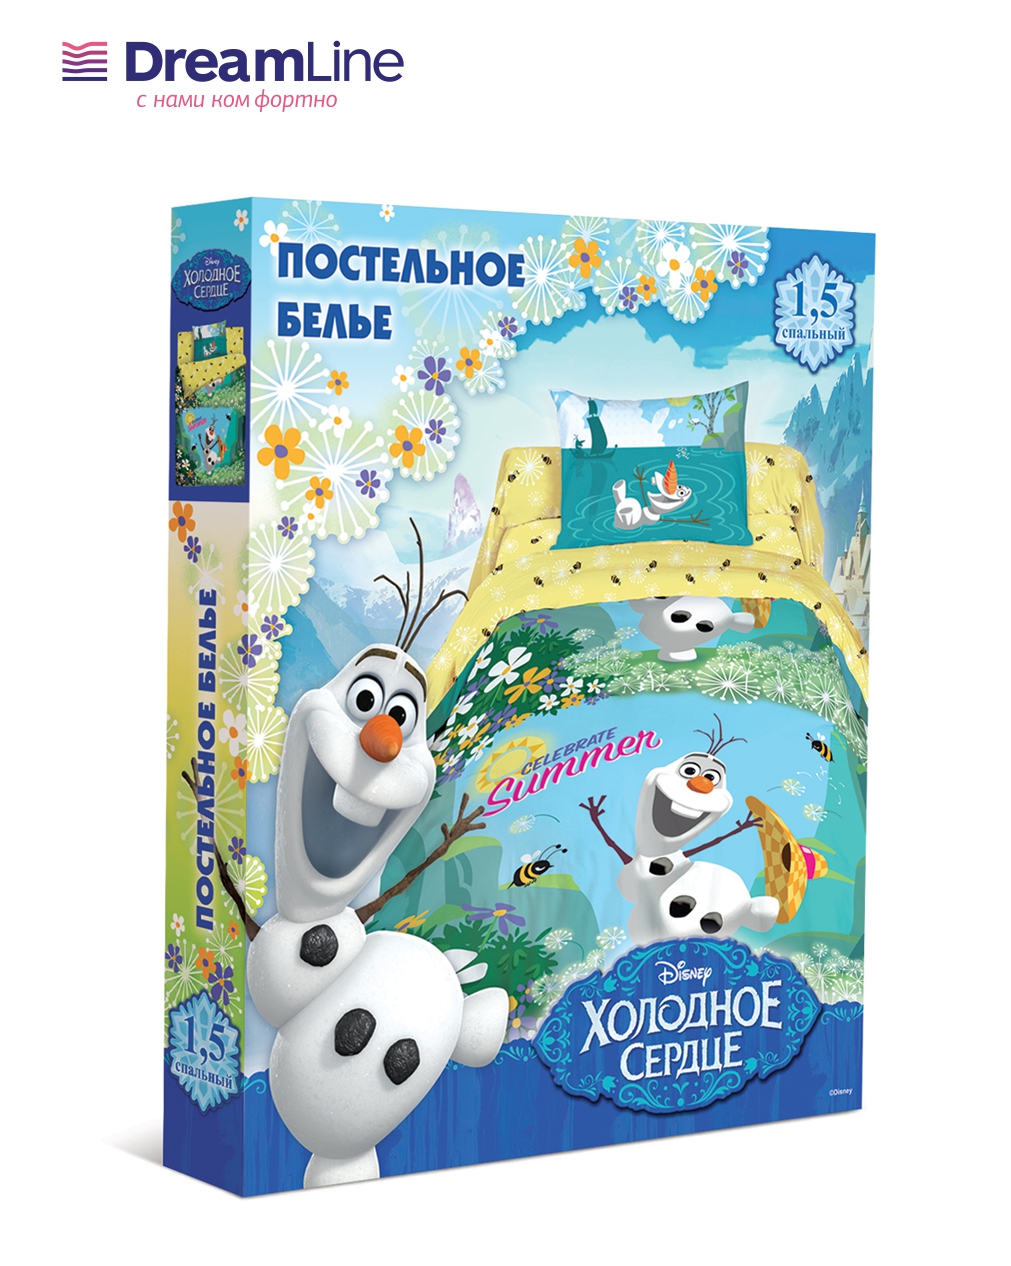 DreamLine
с нами комфортно
ПОСТЕЛЬНОЕ
БЕЛЬЕ
1,5
спальный
Disney
ХОЛОДНОЕ
СЕРДЦЕ
ПОСТЕЛЬНОЕ БЕЛЬЕ
1,5
спальный
CELEBRATE
Summer
Disney
ХОЛОДНОЕ
СЕРДЦЕ
©Disney